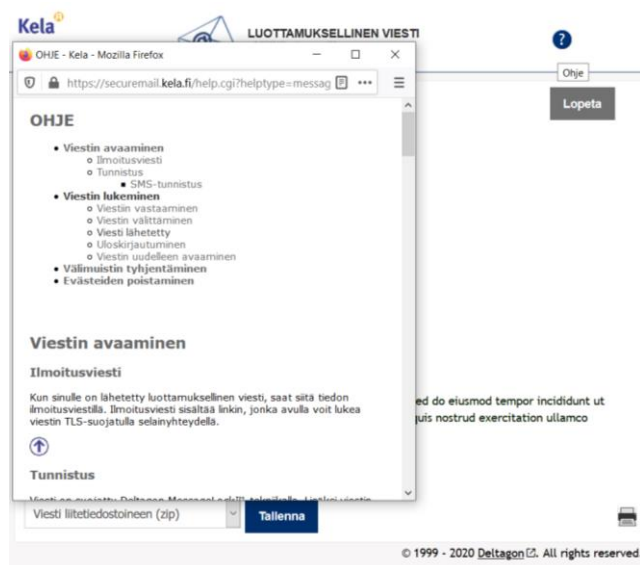 Kela
LUOTTAMUKSELLINEN VIESTI
?
OHJE - Kela - Mozilla Firefox
https://securemail.kela.fi/help.cgi?helptype=messag
Ohje
Lopeta
OHJE
Viestin avaaminen
Ilmoitusviesti
Tunnistus
SMS-tunnistus
Viestin lukeminen
Viestin vastaaminen
Viestin välittäminen
Viesti lähetetty
Uloskirjautuminen
Viestin uudelleen avaaminen
Välimuistin tyhjentäminen
Evästeiden poistaminen
Viestin avaaminen
Ilmoitusviesti
Kun sinulle on lähetetty luottamuksellinen viesti, saat siitä tiedon
ilmoitusviestillä. Ilmoitusviesti sisältää linkin, jonka avulla voit lukea
viestin TLS-suojatulla selainyhteydellä.
ed do eiusmod tempor incididunt ut
quis nostrud exercitation ullamco
Tunnistus
Viesti liitetiedostoineen (zip)
Tallenna
© 1999 - 2020 Deltagon. All rights reserved